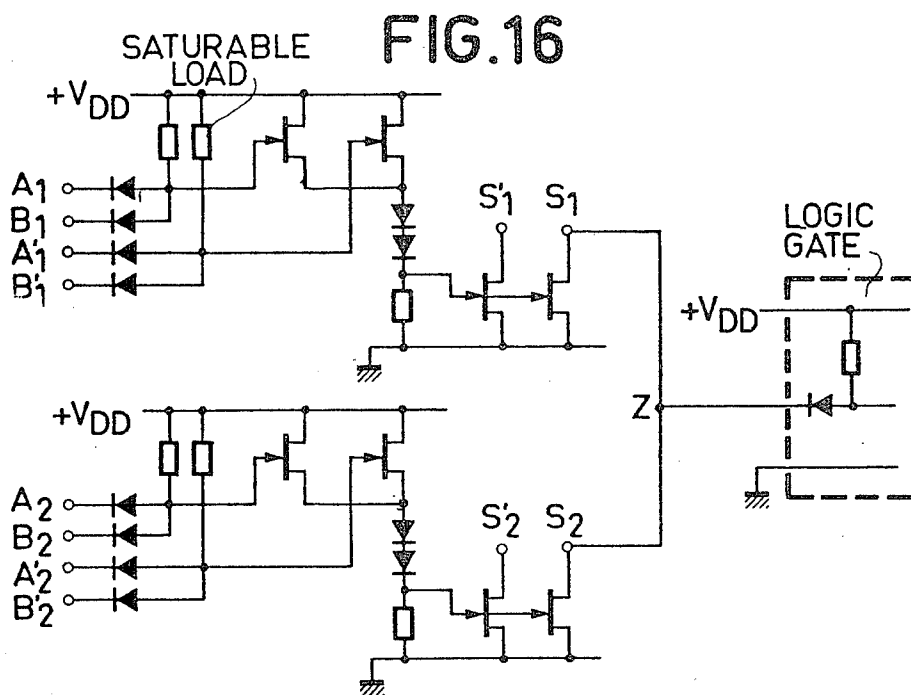 FIG.16
SATURABLE
LOAD
+VDD
A1
B1
A'1
B'1
S'1 S1
LOGIC
GATE
+VDD
Z
+VDD
A2
B2
A'2
B'2
S'2 S2